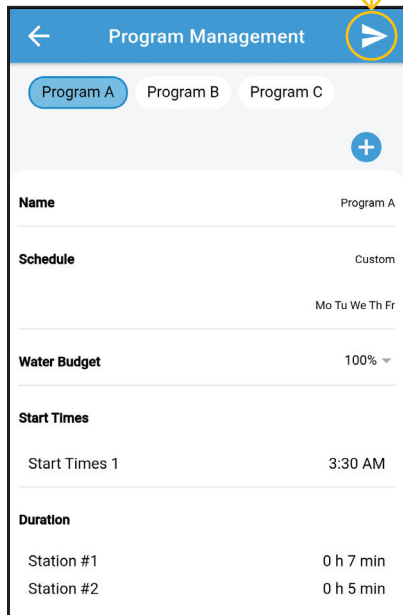 Program Management
Program A Program B Program C
Name Program A
Schedule Custom
Mo Tu We Th Fr
Water Budget 100%
Start Times
Start Times 1 3:30 AM
Duration
Station #1 0 h 7 min
Station #2 0 h 5 min